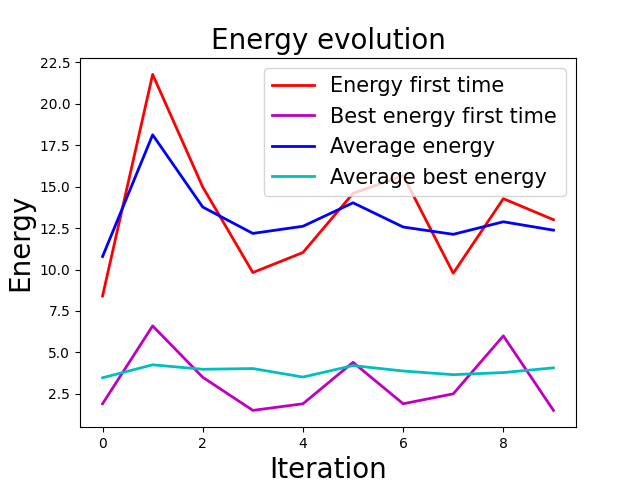 Energy evolution
22.5
20.0
17.5
15.0
12.5
10.0
7.5
5.0
2.5
Energy
Energy first time
Best energy first time
Average energy
Average best energy
0 2 4 6 8
Iteration